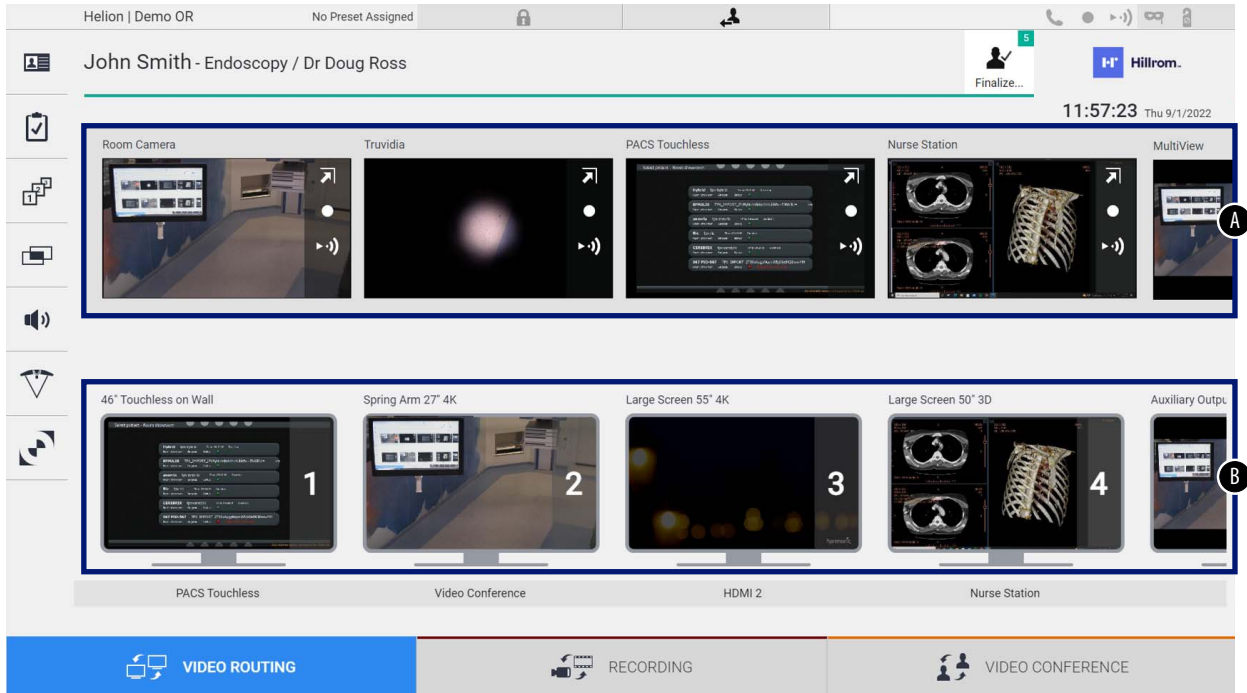 Helion | Demo OR
No Preset Assigned
John Smith - Endoscopy / Dr Doug Ross
5
Finalize...
H·r Hillrom™
11:57:23 Thu 9/1/2022
Room Camera
Truvidia
PACS Touchless
Nurse Station
MultiView
A
46" Touchless on Wall
Spring Arm 27" 4K
Large Screen 55" 4K
Large Screen 50" 3D
Auxiliary Outpu
1
2
3
4
B
PACS Touchless
Video Conference
HDMI 2
Nurse Station
VIDEO ROUTING
RECORDING
VIDEO CONFERENCE